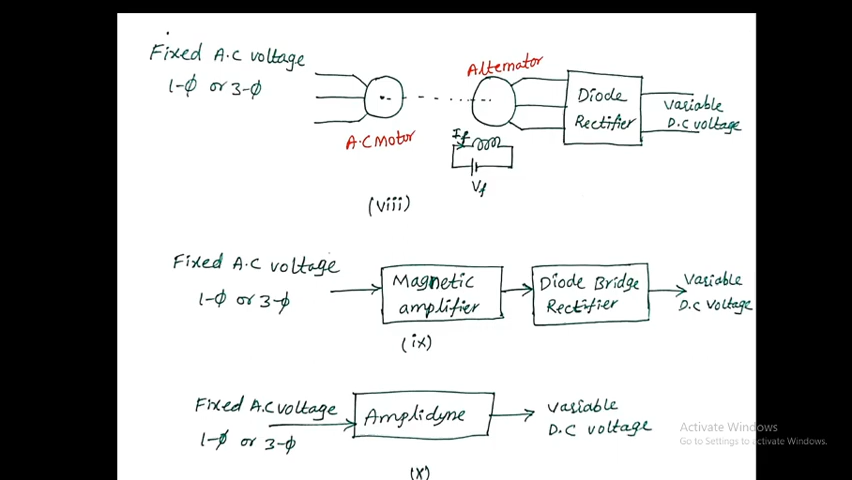 Fixed A.C voltage
1-ϕ or 3-ϕ
A.C Motor
Alternator
If
Vf
Diode
Rectifier
Variable
D.C voltage
(viii)
Fixed A.C voltage
1-ϕ or 3-ϕ
Magnetic
amplifier
Diode Bridge
Rectifier
Variable
D.C voltage
(ix)
Fixed A.C voltage
1-ϕ or 3-ϕ
Amplidyne
Variable
D.C voltage
(x)
Activate Windows
Go to Settings to activate Windows.